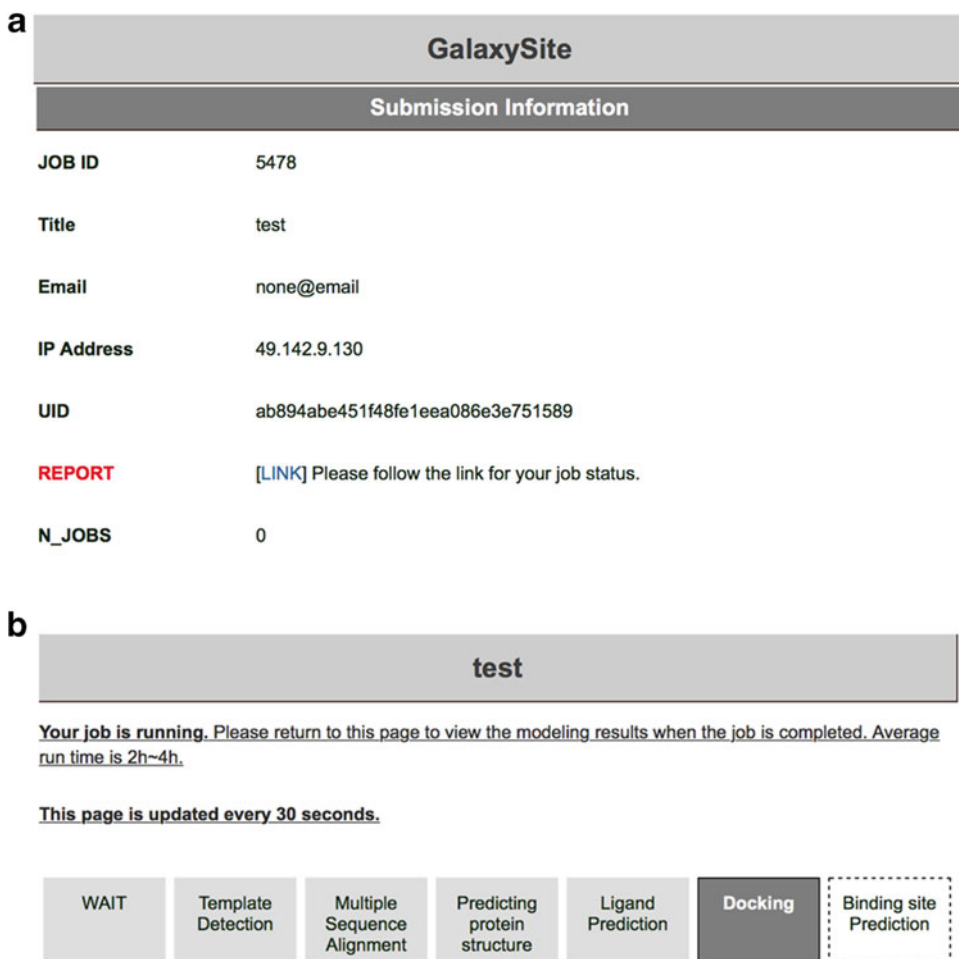 a
GalaxySite
Submission Information
JOB ID 5478
Title test
Email none@email
IP Address 49.142.9.130
UID ab894abe451f48fe1eea086e3e751589
REPORT [LINK] Please follow the link for your job status.
N_JOBS 0
b
test
Your job is running. Please return to this page to view the modeling results when the job is completed. Average
run time is 2h~4h.
This page is updated every 30 seconds.
WAIT
Template
Detection
Multiple
Sequence
Alignment
Predicting
protein
structure
Ligand
Prediction
Docking
Binding site
Prediction